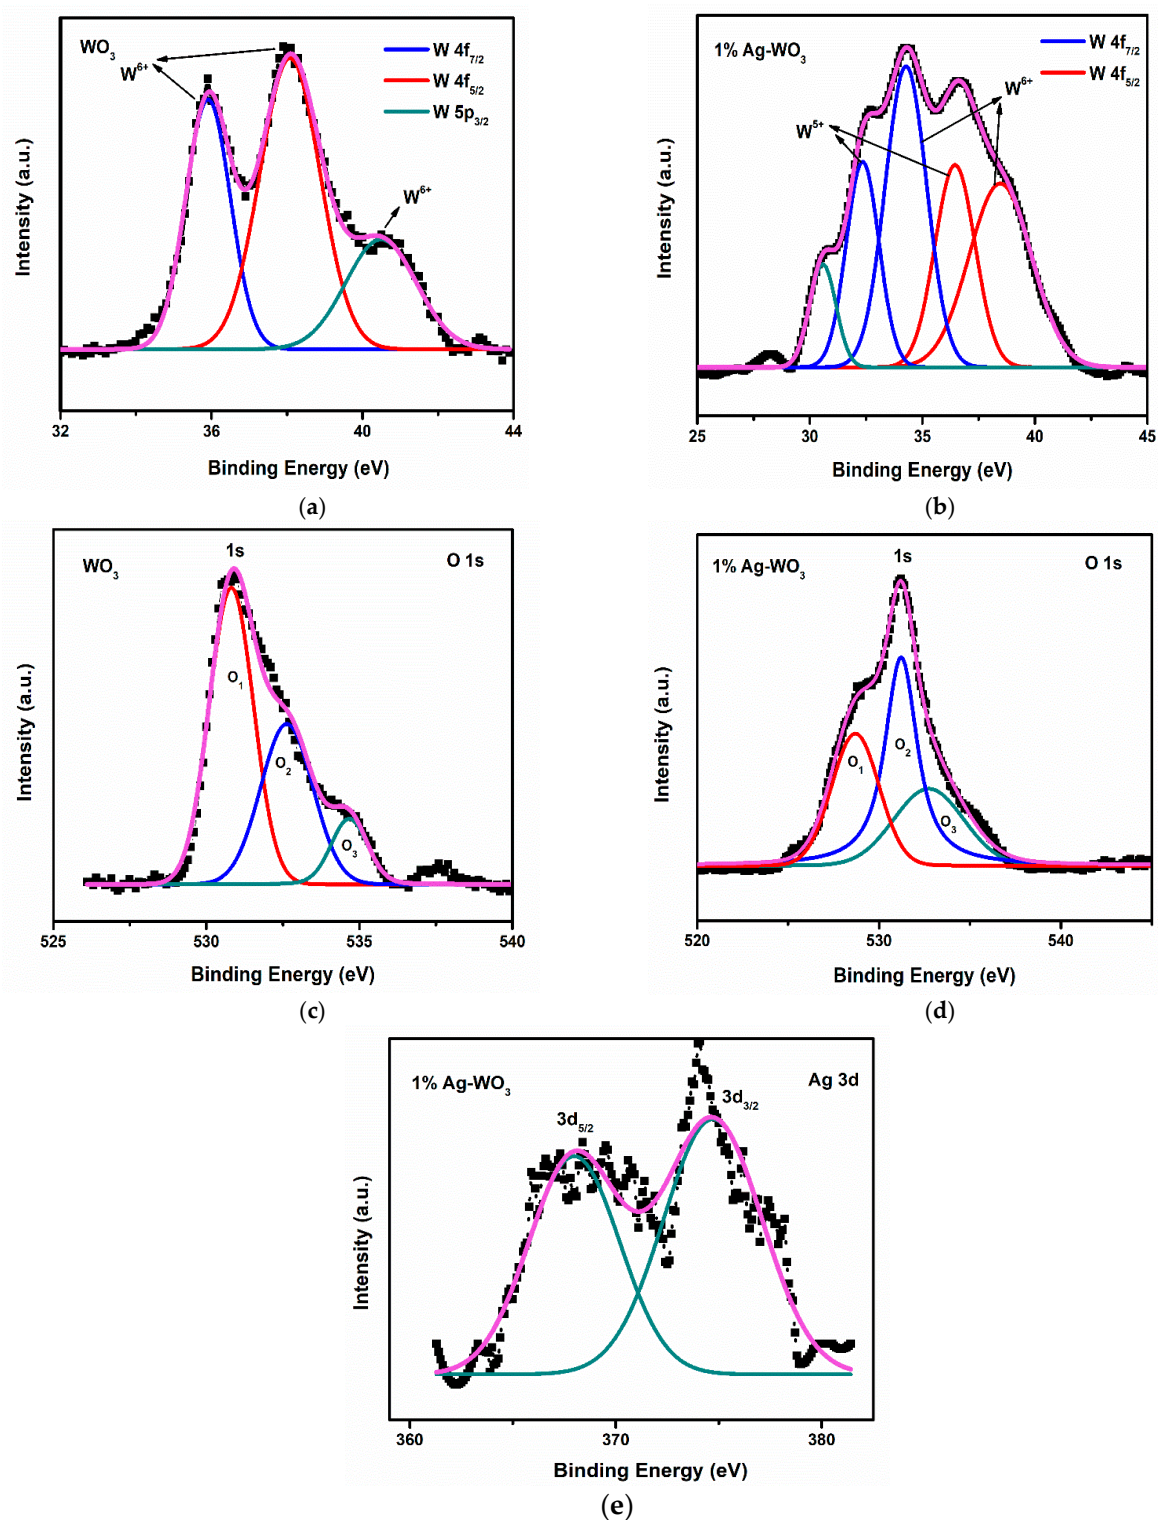 WO3
W6+
W 4f7/2
W 4f5/2
W 5p3/2
W6+
Intensity (a.u.)
32 36 40 44
Binding Energy (eV)
(a)
1% Ag-WO3
W 4f7/2
W 4f5/2
W6+
W5+
Intensity (a.u.)
25 30 35 40 45
Binding Energy (eV)
(b)
WO3
1s
O 1s
O1
O2
O3
Intensity (a.u.)
525 530 535 540
Binding Energy (eV)
(c)
1% Ag-WO3
1s
O 1s
O1
O2
O3
Intensity (a.u.)
520 530 540
Binding Energy (eV)
(d)
1% Ag-WO3
Ag 3d
3d5/2
3d3/2
Intensity (a.u.)
360 370 380
Binding Energy (eV)
(e)